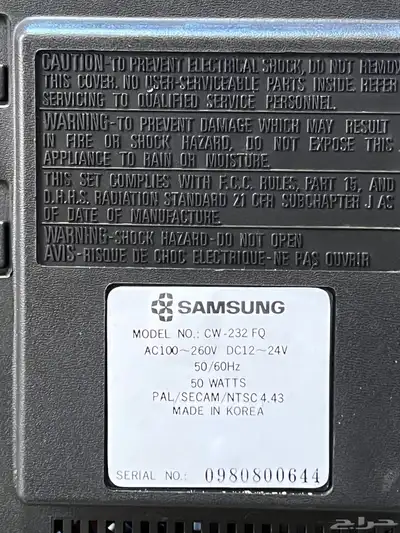 CAUTION-TO PREVENT ELECTRICAL SHOCK, DO NOT REMOV
THIS COVER. NO USER-SERVICEABLE PARTS INSIDE. REFER
SERVICING TO QUALIFIED SERVICE PERSONNEL.
WARNING-TO PREVENT DAMAGE WHICH MAY RESULT
IN FIRE OR SHOCK HAZARD, DO NOT EXPOSE THIS
APPLIANCE TO RAIN OR MOISTURE.
THIS SET COMPLIES WITH F.C.C. RULES, PART 15, AND
D.H.H.S. RADIATION STANDARD 21 CFR SUBCHAPTER J AS
OF DATE OF MANUFACTURE.
WARNING-SHOCK HAZARD-DO NOT OPEN
AVIS-RISQUE DE CHOC ELECTRIQUE-NE PAS OUVRIR
SAMSUNG
MODEL NO.: CW-232 FQ
AC100~260V DC12~24V
50/60Hz
50 WATTS
PAL/SECAM/NTSC 4.43
MADE IN KOREA
SERIAL NO.: 0980800644
حراج